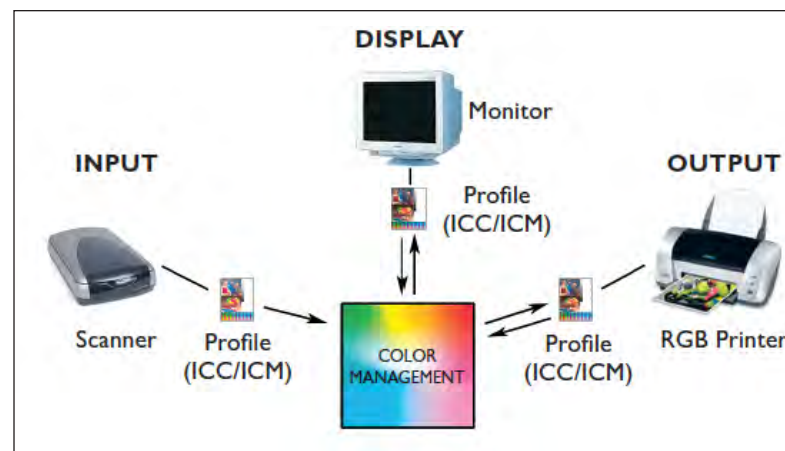 DISPLAY
Monitor
INPUT
OUTPUT
Profile
(ICC/ICM)
Scanner
Profile
(ICC/ICM)
COLOR
MANAGEMENT
Profile
(ICC/ICM)
RGB Printer